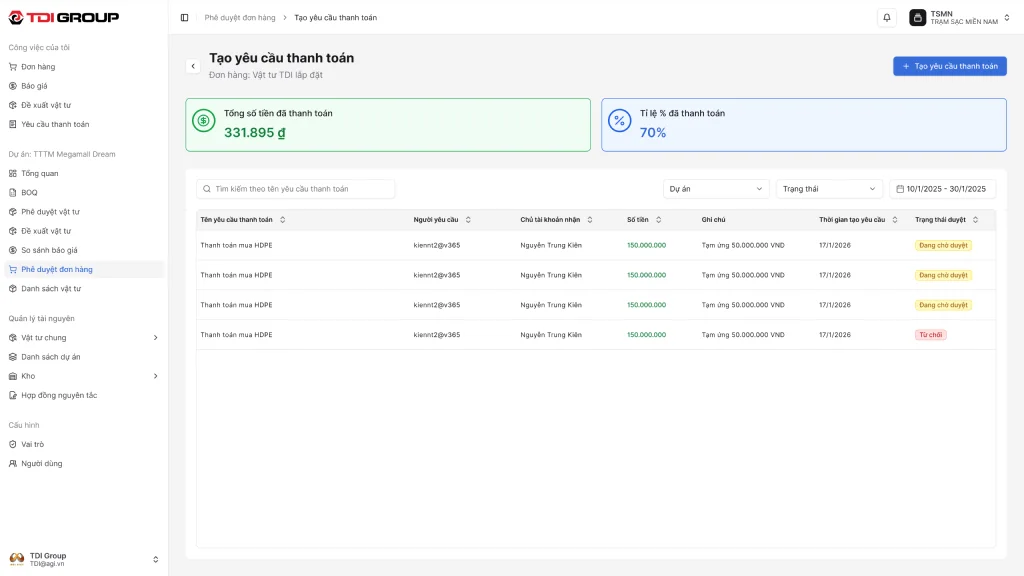 TDI GROUP
Công việc của tôi
Đơn hàng
Báo giá
Đề xuất vật tư
Yêu cầu thanh toán
Dự án: TTTM Megamall Dream
Tổng quan
BOQ
Phê duyệt vật tư
Đề xuất vật tư
So sánh báo giá
Phê duyệt đơn hàng
Danh sách vật tư
Quản lý tài nguyên
Vật tư chung
Danh sách dự án
Kho
Hợp đồng nguyên tắc
Cấu hình
Vai trò
Người dùng
TDI Group
TDI@agi.vn
Phê duyệt đơn hàng > Tạo yêu cầu thanh toán
TSMN
TRẠM SẠC MIỀN NAM
Tạo yêu cầu thanh toán
Đơn hàng: Vật tư TDI lắp đặt
+ Tạo yêu cầu thanh toán
Tổng số tiền đã thanh toán
331.895 ₫
Tỉ lệ % đã thanh toán
70%
Tìm kiếm theo tên yêu cầu thanh toán
Dự án
Trạng thái
10/1/2025 - 30/1/2025
Tên yêu cầu thanh toán Người yêu cầu Chủ tài khoản nhận Số tiền Ghi chú Thời gian tạo yêu cầu Trạng thái duyệt
Thanh toán mua HDPE kiennt2@v365 Nguyễn Trung Kiên 150.000.000 Tạm ứng 50.000.000 VND 17/1/2026 Đang chờ duyệt
Thanh toán mua HDPE kiennt2@v365 Nguyễn Trung Kiên 150.000.000 Tạm ứng 50.000.000 VND 17/1/2026 Đang chờ duyệt
Thanh toán mua HDPE kiennt2@v365 Nguyễn Trung Kiên 150.000.000 Tạm ứng 50.000.000 VND 17/1/2026 Đang chờ duyệt
Thanh toán mua HDPE kiennt2@v365 Nguyễn Trung Kiên 150.000.000 Tạm ứng 50.000.000 VND 17/1/2026 Từ chối